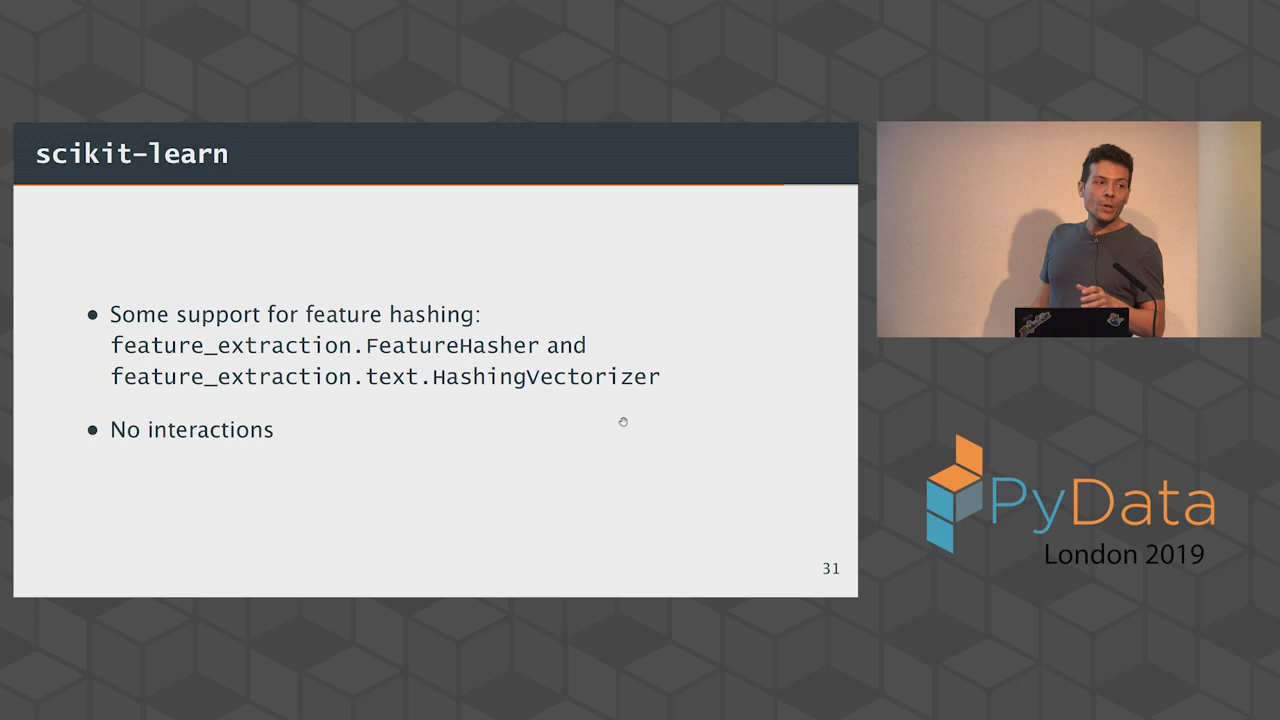 scikit-learn
• Some support for feature hashing:
feature_extraction.FeatureHasher and
feature_extraction.text.HashingVectorizer
• No interactions
31
PyData
London 2019